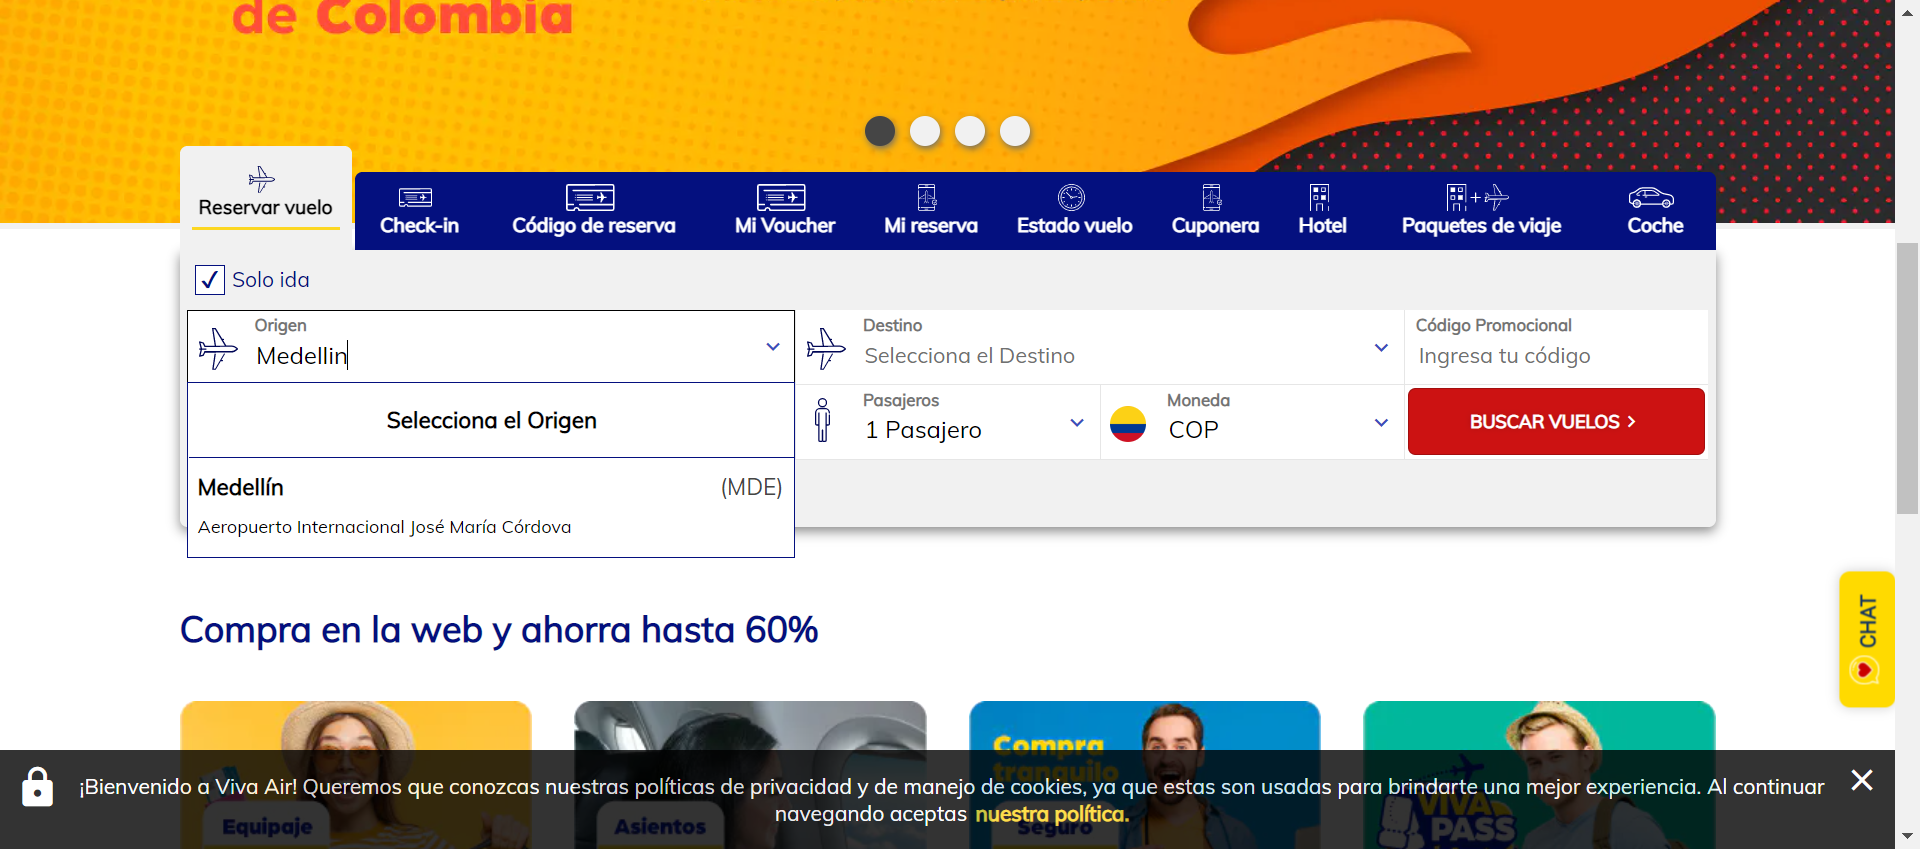 de Colombia
Reservar vuelo
Check-in
Código de reserva
Mi Voucher
Mi reserva
Estado vuelo
Cuponera
Hotel
Paquetes de viaje
Coche
Solo ida
Origen
Medellin
Destino
Selecciona el Destino
Código Promocional
Ingresa tu código
Selecciona el Origen
Pasajeros
1 Pasajero
Moneda
COP
BUSCAR VUELOS
Medellín (MDE)
Aeropuerto Internacional José María Córdova
CHAT
Compra en la web y ahorra hasta 60%
Compra
tranquilo
¡Bienvenido a Viva Air! Queremos que conozcas nuestras políticas de privacidad y de manejo de cookies, ya que estas son usadas para brindarte una mejor experiencia. Al continuar
navegando aceptas nuestra política.
Equipaje
Asientos
Seguro
VIVA
PASS